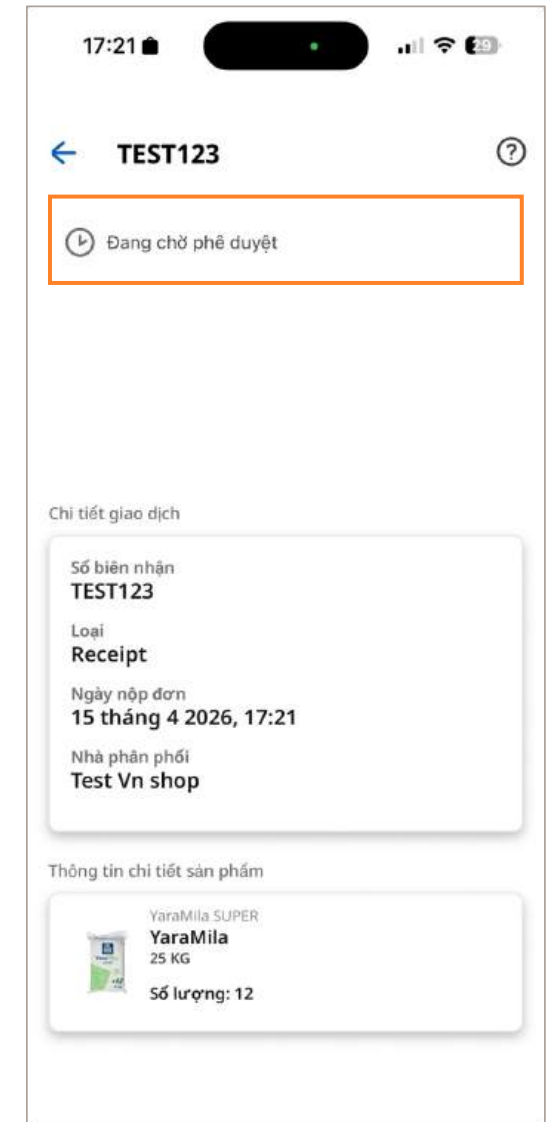 17:21
29
TEST123
Đang chờ phê duyệt
Chi tiết giao dịch
Số biên nhận
TEST123
Loại
Receipt
Ngày nộp đơn
15 tháng 4 2026, 17:21
Nhà phân phối
Test Vn shop
Thông tin chi tiết sản phẩm
YaraMila SUPER
YaraMila
25 KG
Số lượng: 12